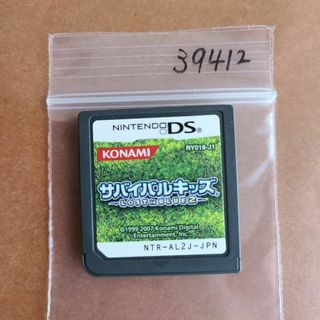 39412
NINTENDO DS
KONAMI
RY018-J1
サバイバルキッズ
LOST in BLUE 2
©1999 2007 Konami Digital
Entertainment, Inc.
NTR-AL2J-JPN